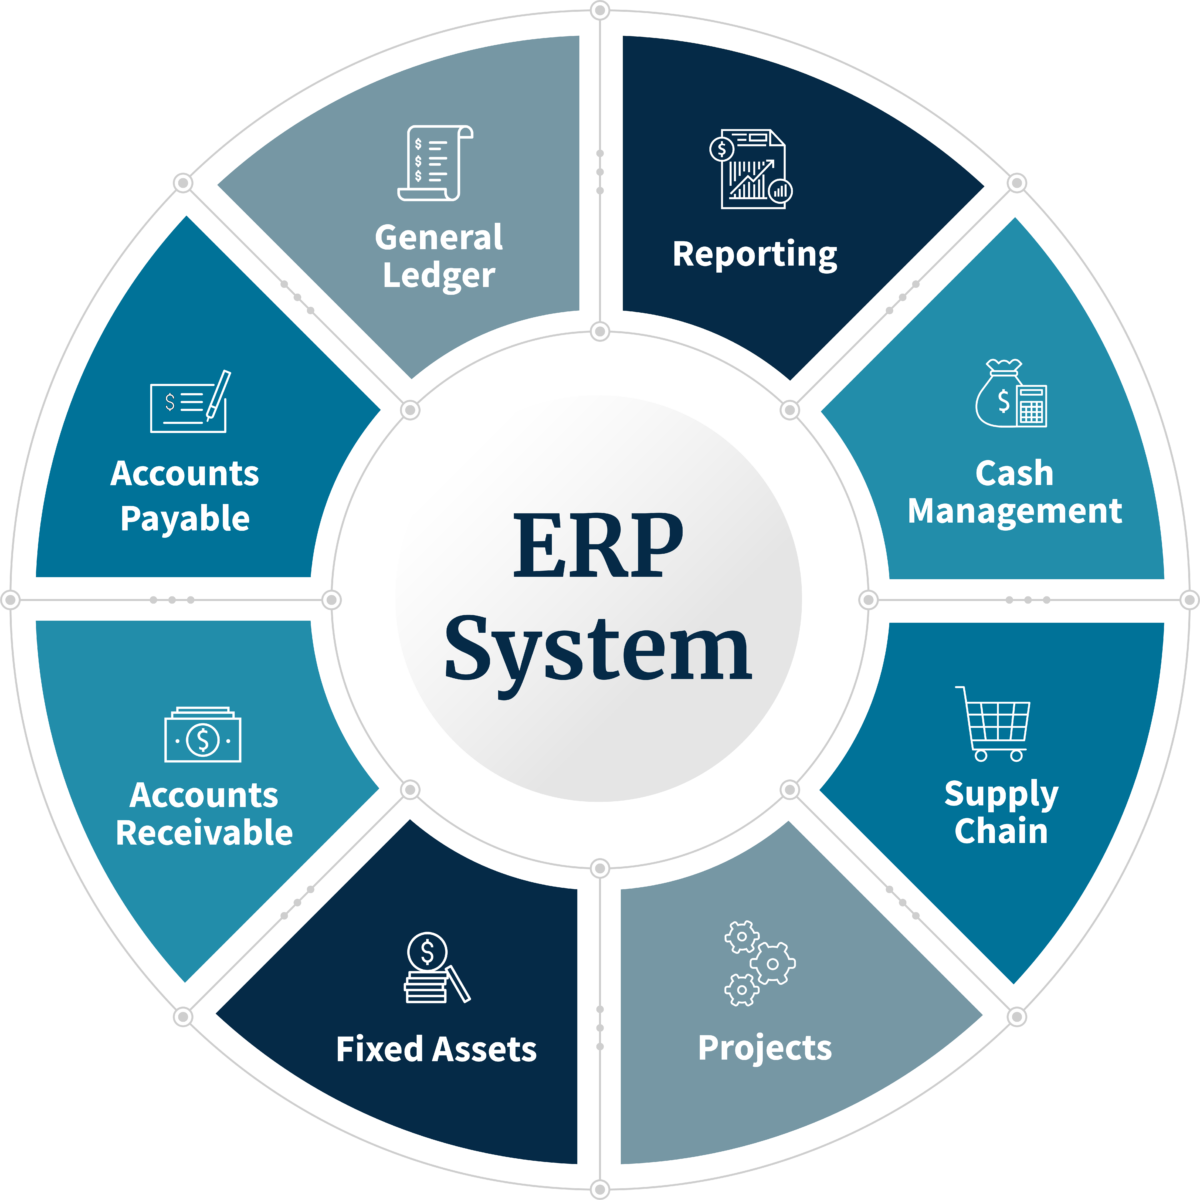 General
Ledger
Reporting
Accounts
Payable
Cash
Management
ERP
System
Accounts
Receivable
Supply
Chain
Fixed Assets
Projects